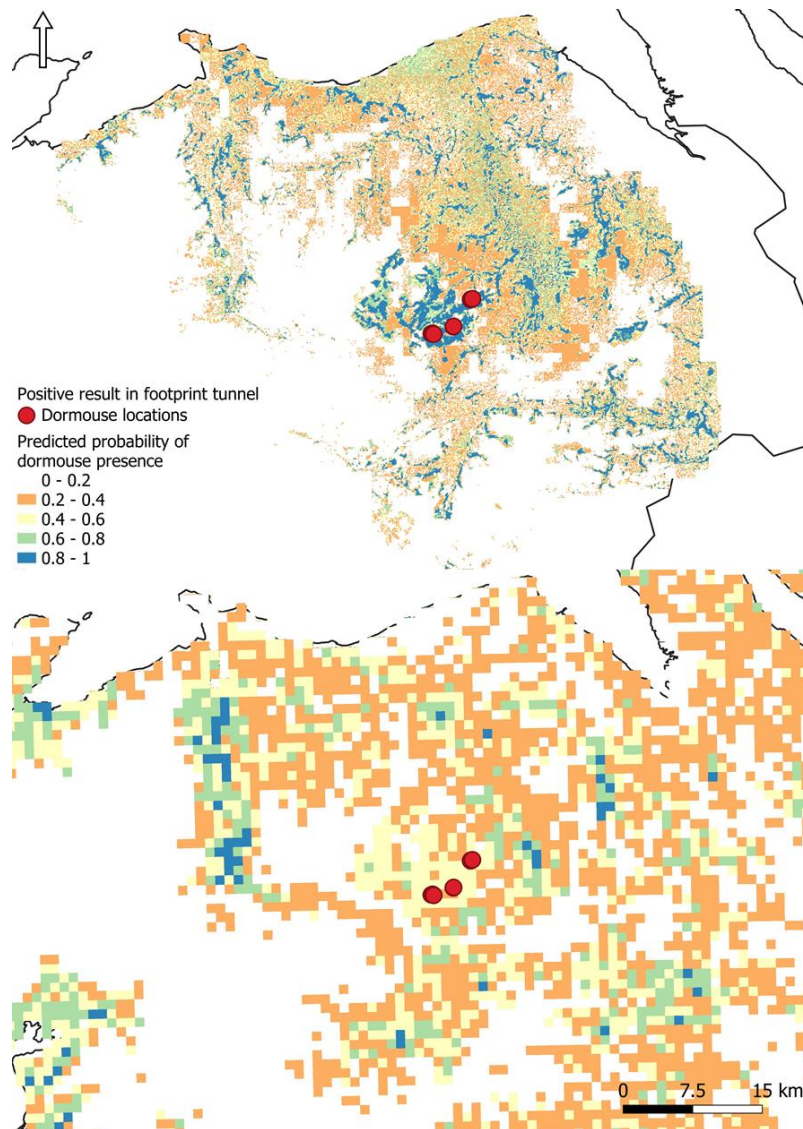 Positive result in footprint tunnel
Dormouse locations
Predicted probability of
dormouse presence
0 - 0.2
0.2 - 0.4
0.4 - 0.6
0.6 - 0.8
0.8 - 1
0 7.5 15 km